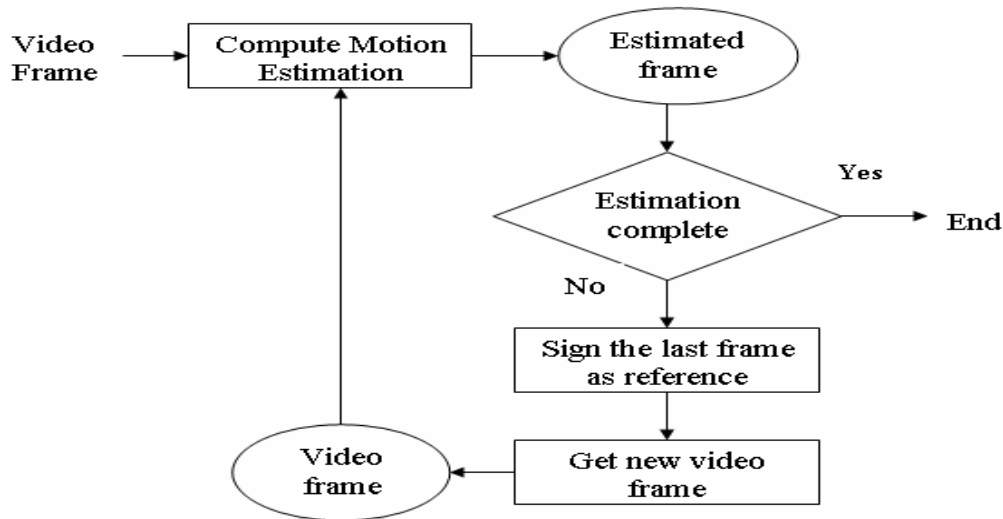 Video
Frame
Compute Motion
Estimation
Estimated
frame
Estimation
complete
Yes
End
No
Sign the last frame
as reference
Get new video
frame
Video
frame